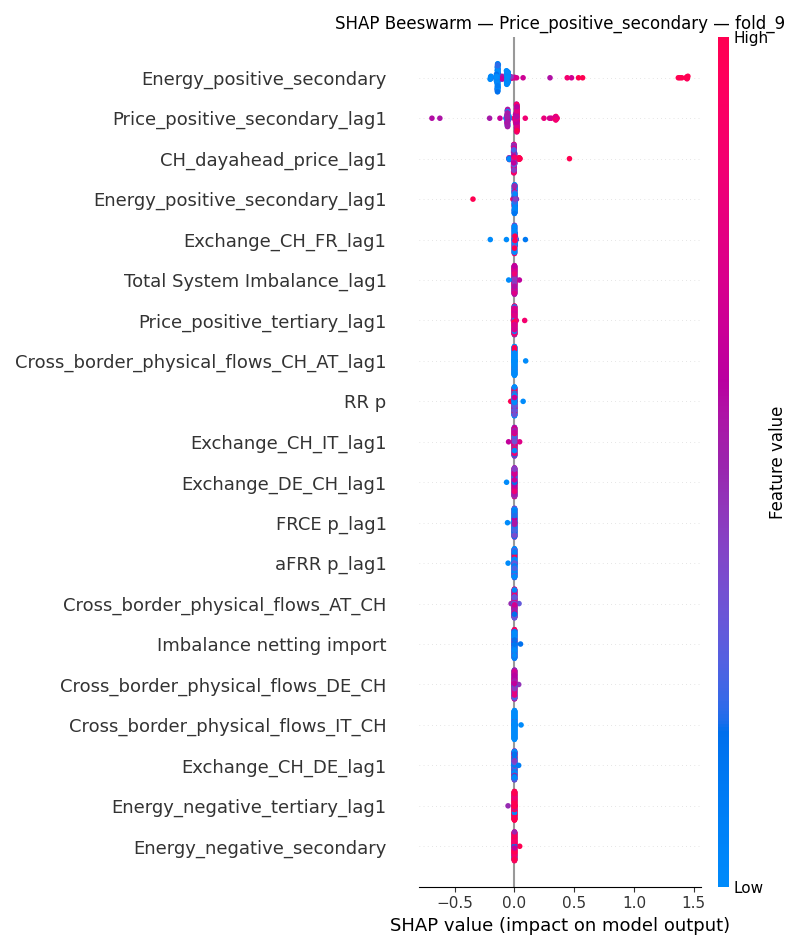 SHAP Beeswarm — Price_positive_secondary — fold_9
High
Energy_positive_secondary
Price_positive_secondary_lag1
CH_dayahead_price_lag1
Energy_positive_secondary_lag1
Exchange_CH_FR_lag1
Total System Imbalance_lag1
Price_positive_tertiary_lag1
Cross_border_physical_flows_CH_AT_lag1
RR p
Exchange_CH_IT_lag1
Exchange_DE_CH_lag1
FRCE p_lag1
aFRR p_lag1
Cross_border_physical_flows_AT_CH
Imbalance netting import
Cross_border_physical_flows_DE_CH
Cross_border_physical_flows_IT_CH
Exchange_CH_DE_lag1
Energy_negative_tertiary_lag1
Energy_negative_secondary
Feature value
Low
−0.5 0.0 0.5 1.0 1.5
SHAP value (impact on model output)